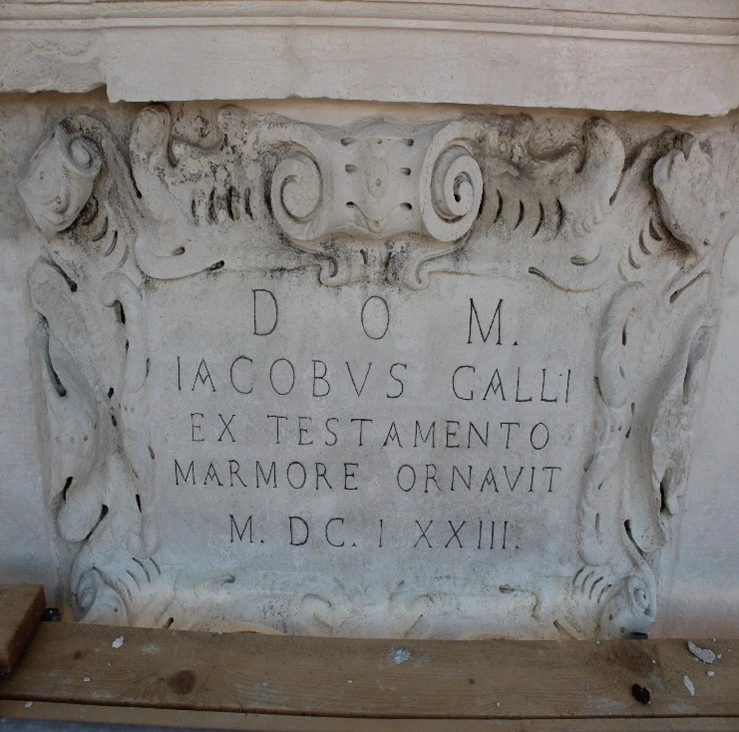 D O M.
IACOBVS GALLI
EX TESTAMENTO
MARMORE ORNAVIT
M. DC. I XXIII.